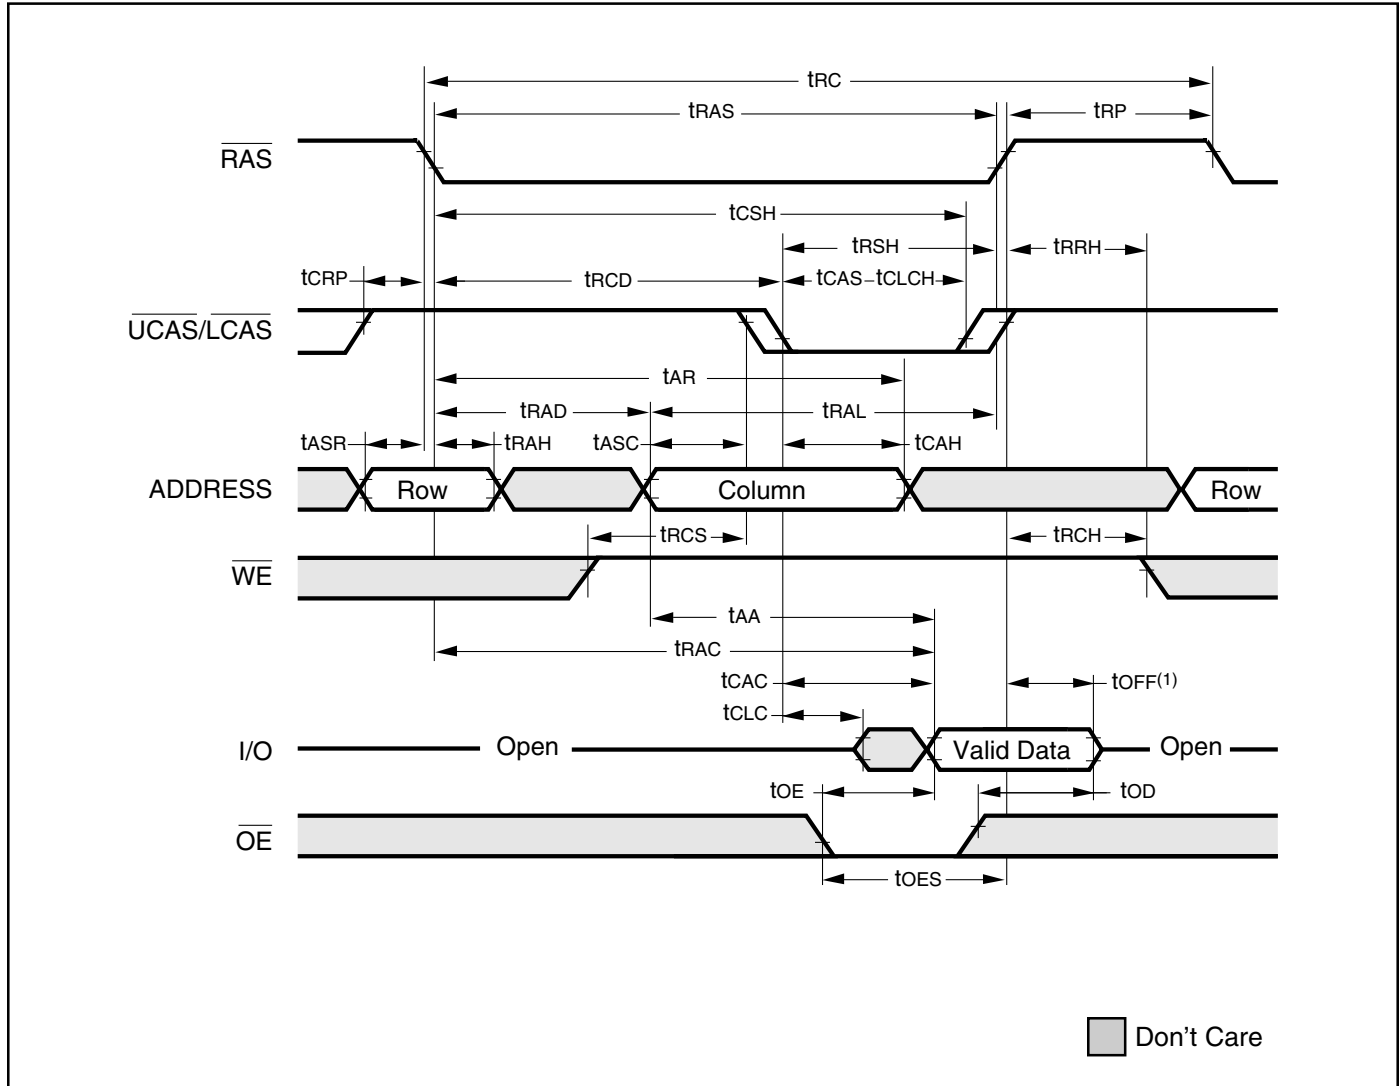 tRC
tRAS tRP
RAS
tCSH
tRSH tRRH
tCRP tRCD tCAS tCLCH
UCAS/LCAS
tAR
tRAD tRAL
tASR tRAH tASC tCAH
ADDRESS Row Column Row
tRCS tRCH
WE
tAA
tRAC
tCAC tOFF(1)
tCLC
I/O Open Valid Data Open
tOE tOD
OE
tOES
Don't Care